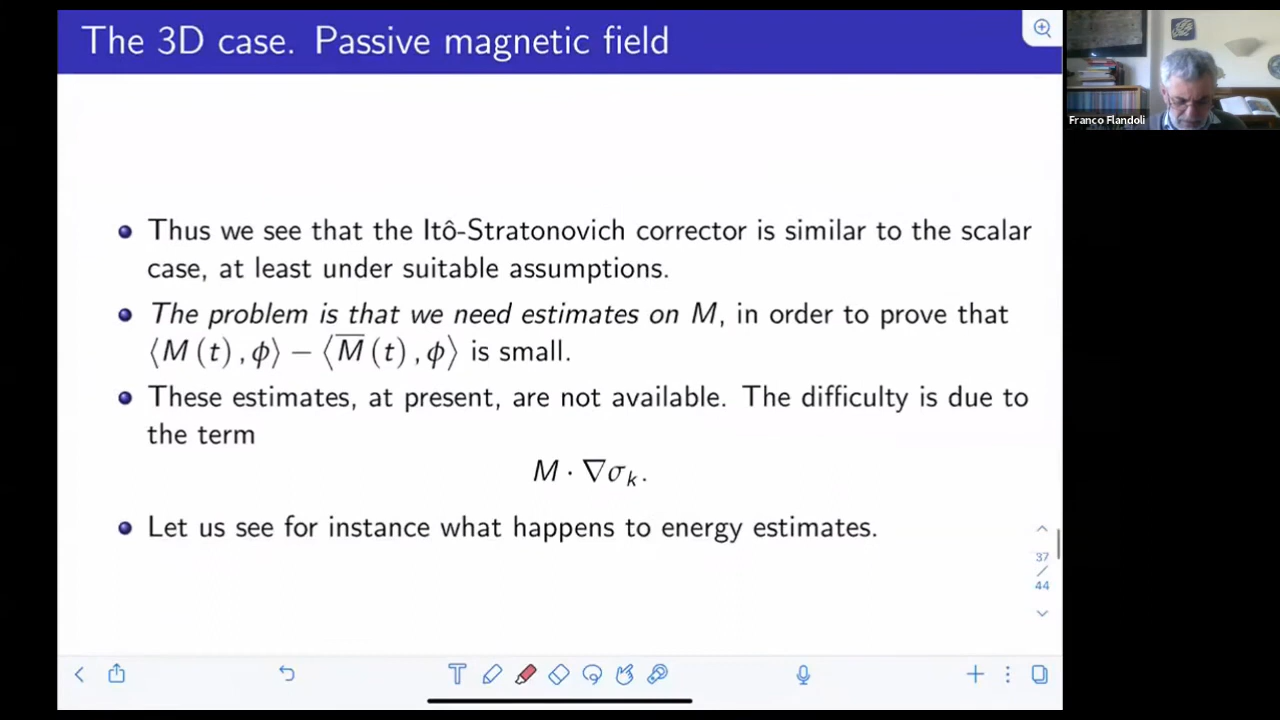 The 3D case. Passive magnetic field
Franco Flandoli
Thus we see that the Itô-Stratonovich corrector is similar to the scalar
case, at least under suitable assumptions.
The problem is that we need estimates on M, in order to prove that
⟨M (t) , ϕ⟩ − ⟨M̅ (t) , ϕ⟩ is small.
These estimates, at present, are not available. The difficulty is due to
the term
M · ∇σₖ.
Let us see for instance what happens to energy estimates.
37
/
44